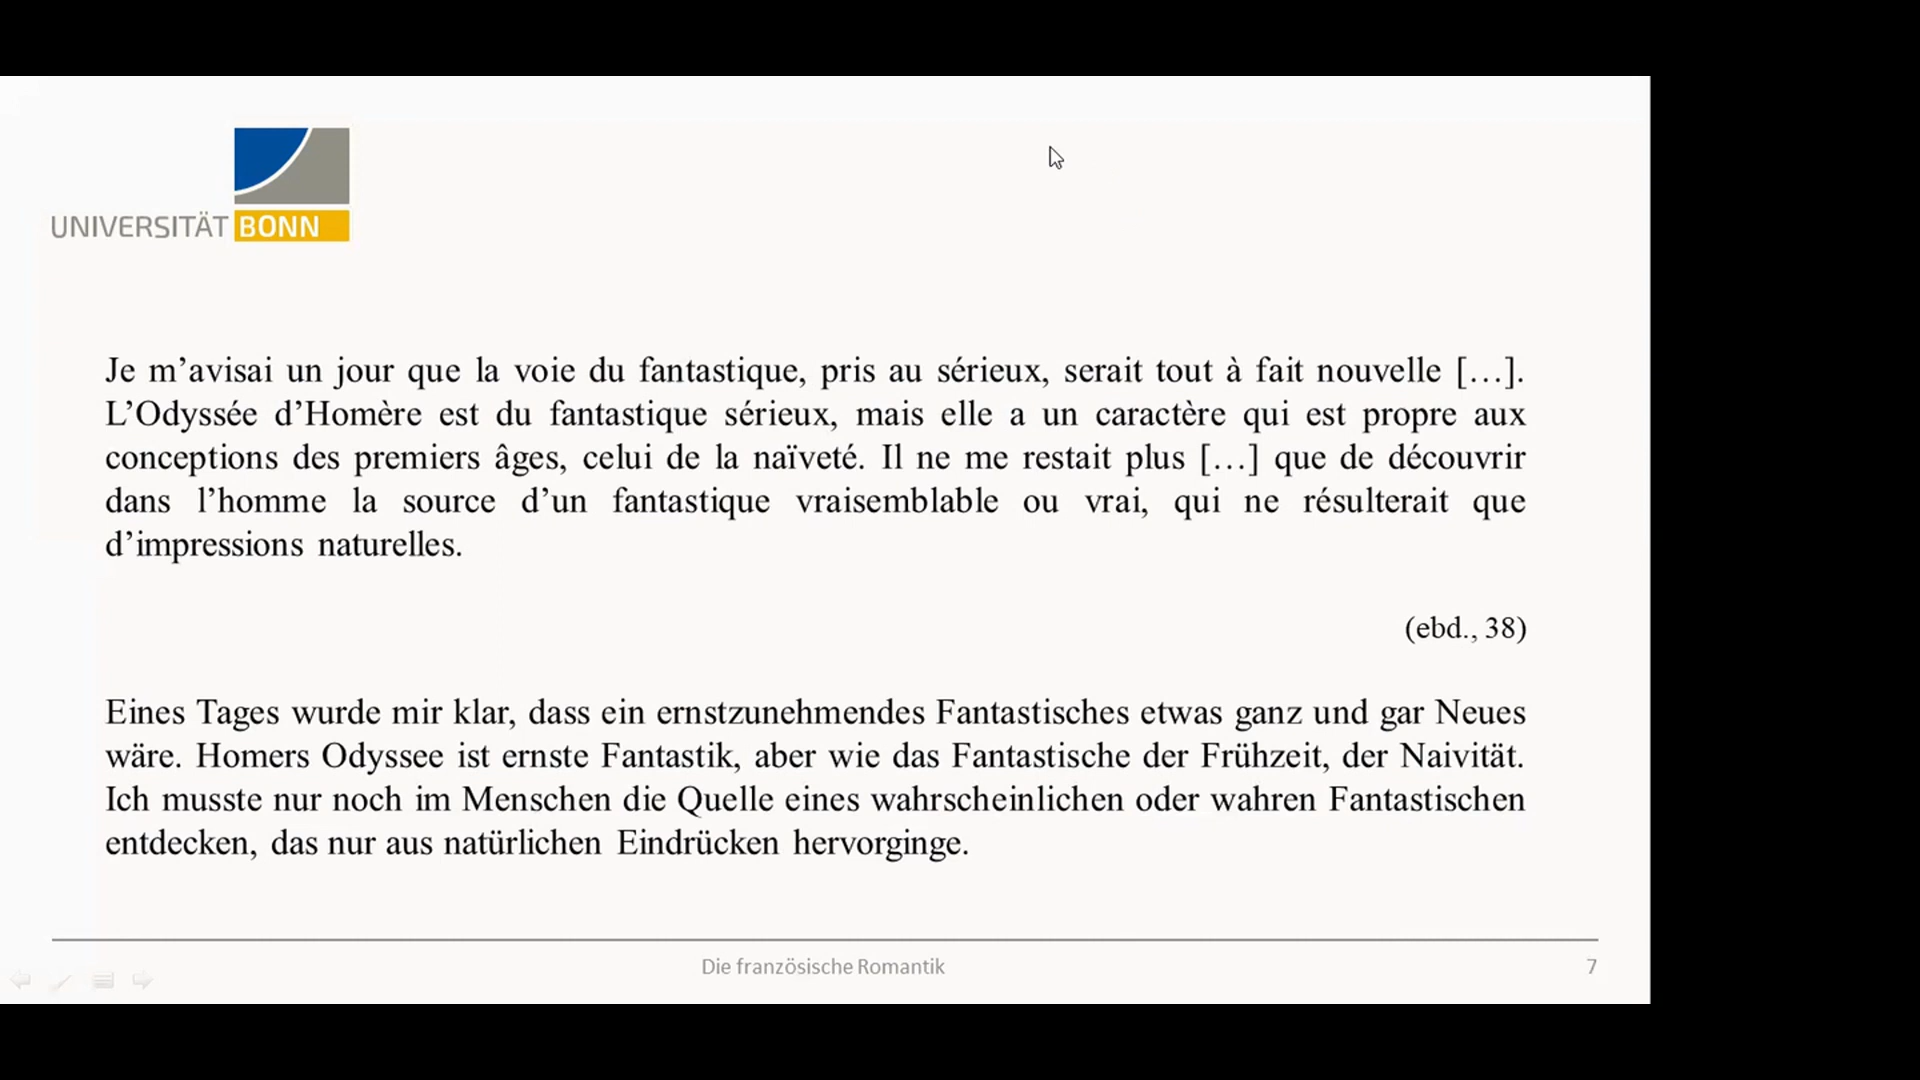 UNIVERSITÄT BONN
Je m’avisai un jour que la voie du fantastique, pris au sérieux, serait tout à fait nouvelle […].
L’Odyssée d’Homère est du fantastique sérieux, mais elle a un caractère qui est propre aux
conceptions des premiers âges, celui de la naïveté. Il ne me restait plus […] que de découvrir
dans l’homme la source d’un fantastique vraisemblable ou vrai, qui ne résulterait que
d’impressions naturelles.
(ebd., 38)
Eines Tages wurde mir klar, dass ein ernstzunehmendes Fantastisches etwas ganz und gar Neues
wäre. Homers Odyssee ist ernste Fantastik, aber wie das Fantastische der Frühzeit, der Naivität.
Ich musste nur noch im Menschen die Quelle eines wahrscheinlichen oder wahren Fantastischen
entdecken, das nur aus natürlichen Eindrücken hervorginge.
Die französische Romantik
7